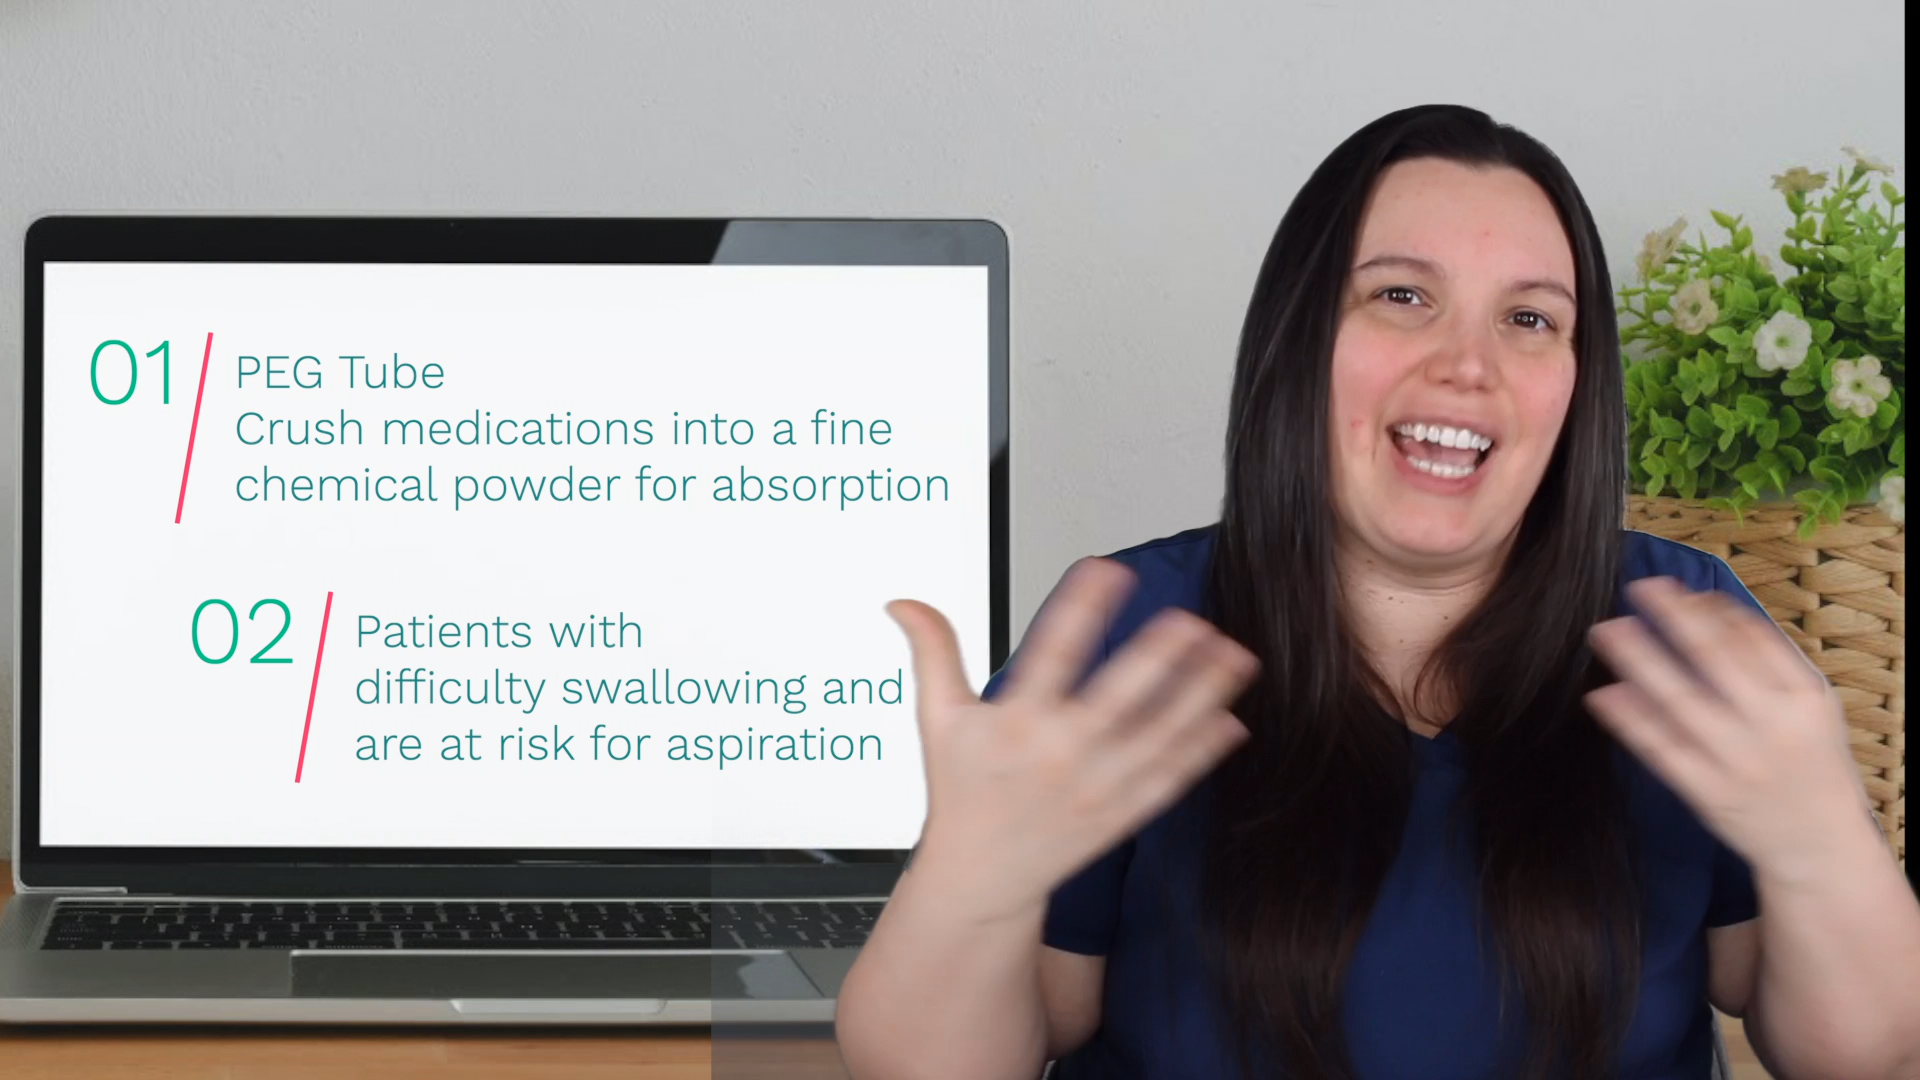 01
PEG Tube
Crush medications into a fine
chemical powder for absorption
02
Patients with
difficulty swallowing and
are at risk for aspiration